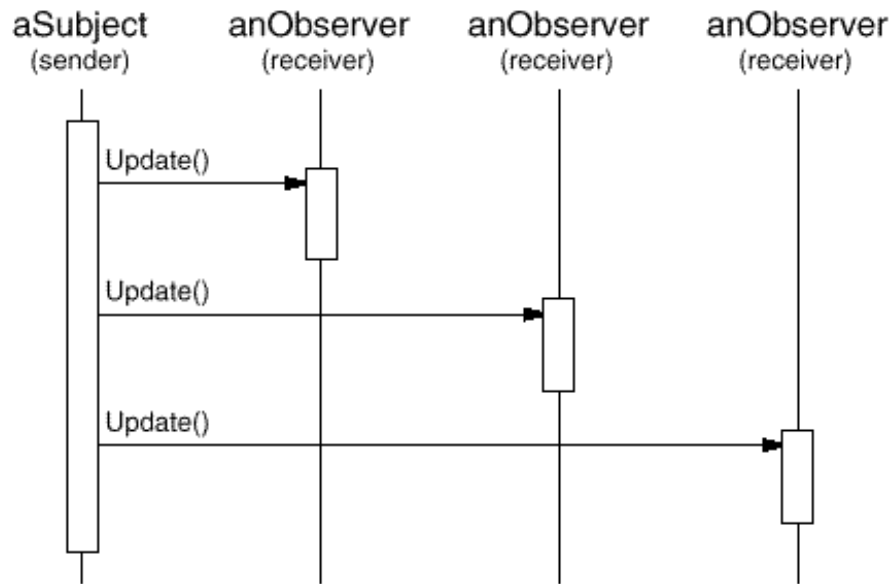 aSubject anObserver anObserver anObserver
(sender) (receiver) (receiver) (receiver)
Update()
Update()
Update()